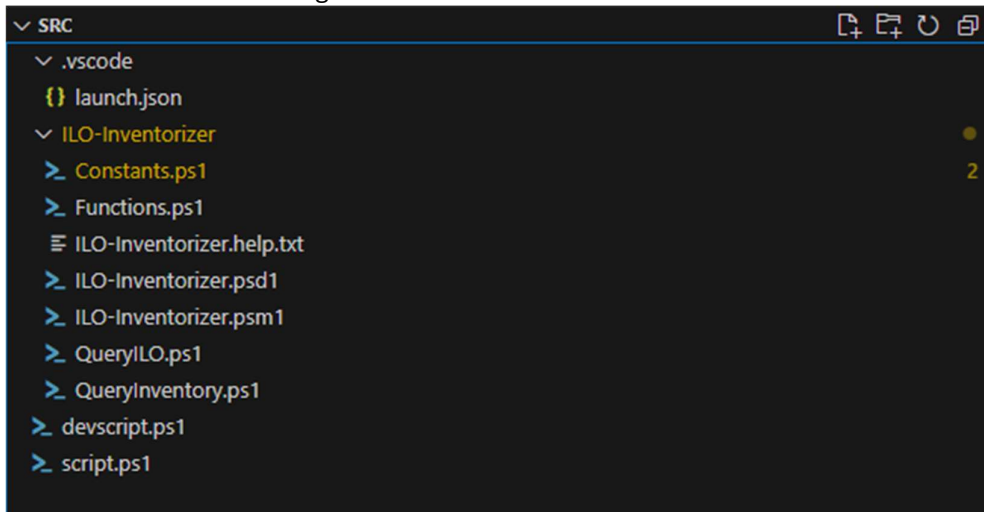 SRC
.vscode
{} launch.json
ILO-Inventorizer
Constants.ps1 2
Functions.ps1
ILO-Inventorizer.help.txt
ILO-Inventorizer.psd1
ILO-Inventorizer.psm1
QueryILO.ps1
QueryInventory.ps1
devscript.ps1
script.ps1